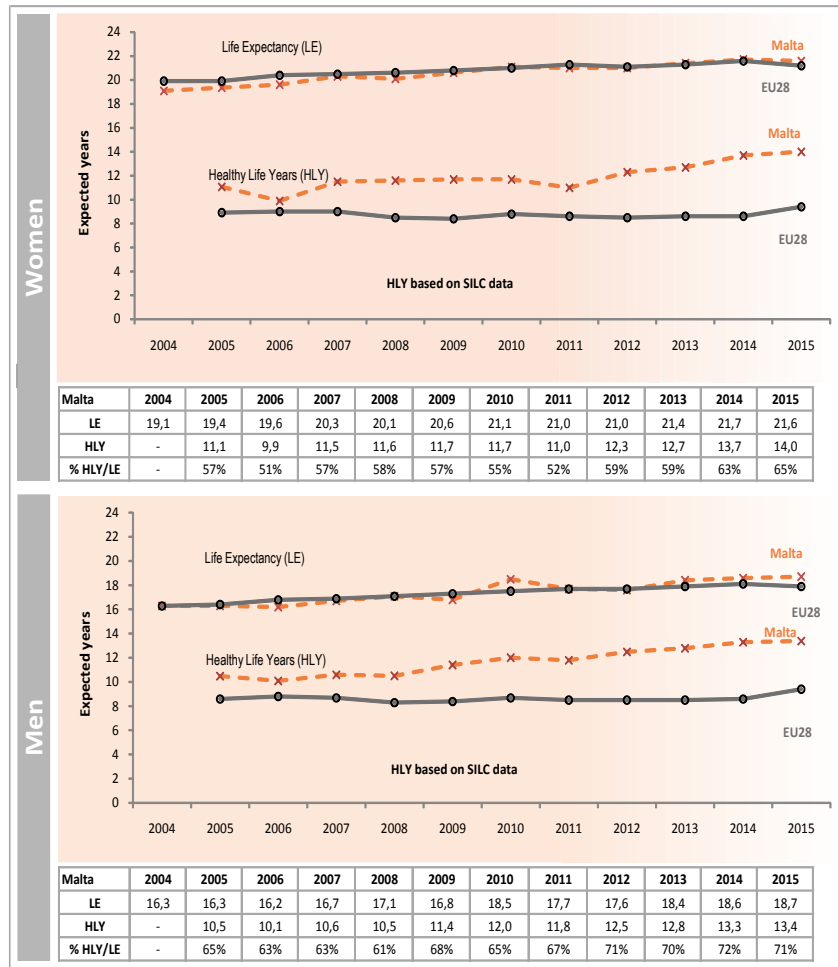 Women
Expected years
24
22
20
18
16
14
12
10
8
6
4
2
0
Life Expectancy (LE)
Malta
EU28
Malta
Healthy Life Years (HLY)
EU28
HLY based on SILC data
2004 2005 2006 2007 2008 2009 2010 2011 2012 2013 2014 2015
Malta 2004 2005 2006 2007 2008 2009 2010 2011 2012 2013 2014 2015
LE 19,1 19,4 19,6 20,3 20,1 20,6 21,1 21,0 21,0 21,4 21,7 21,6
HLY - 11,1 9,9 11,5 11,6 11,7 11,7 11,0 12,3 12,7 13,7 14,0
% HLY/LE - 57% 51% 57% 58% 57% 55% 52% 59% 59% 63% 65%
Men
Expected years
24
22
20
18
16
14
12
10
8
6
4
2
0
Life Expectancy (LE)
Malta
EU28
Malta
Healthy Life Years (HLY)
EU28
HLY based on SILC data
2004 2005 2006 2007 2008 2009 2010 2011 2012 2013 2014 2015
Malta 2004 2005 2006 2007 2008 2009 2010 2011 2012 2013 2014 2015
LE 16,3 16,3 16,2 16,7 17,1 16,8 18,5 17,7 17,6 18,4 18,6 18,7
HLY - 10,5 10,1 10,6 10,5 11,4 12,0 11,8 12,5 12,8 13,3 13,4
% HLY/LE - 65% 63% 63% 61% 68% 65% 67% 71% 70% 72% 71%